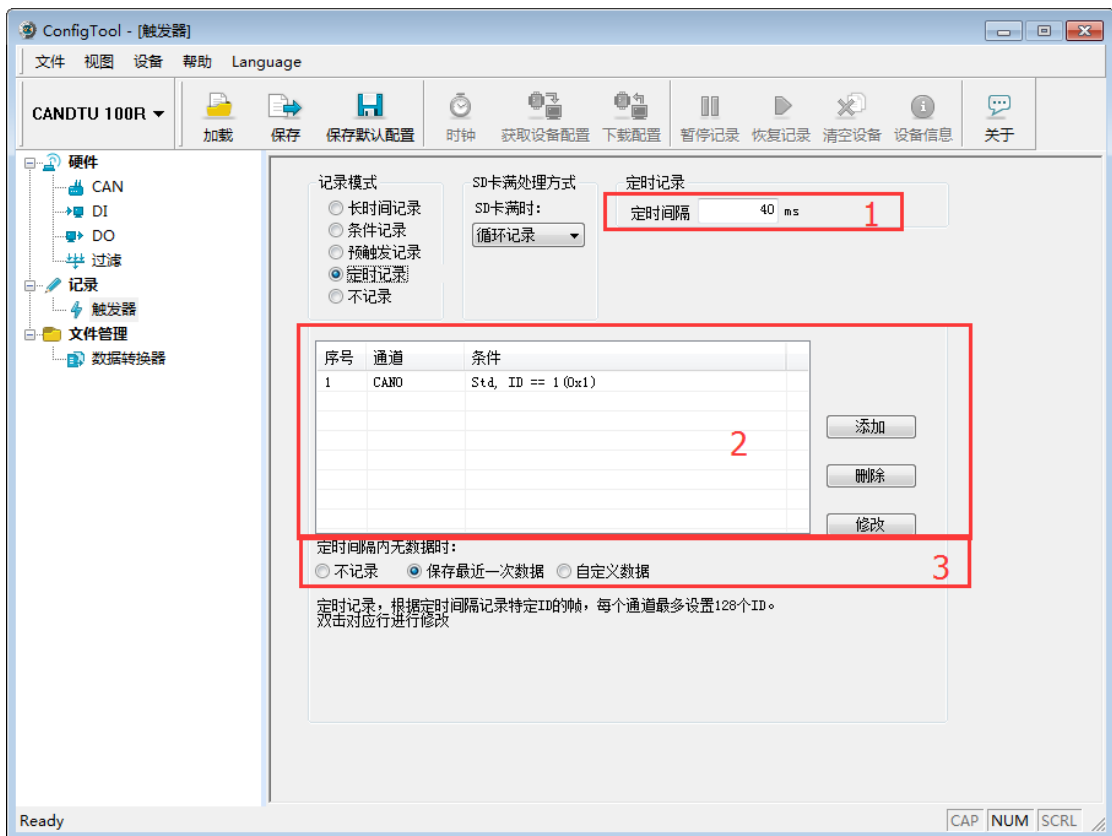 ConfigTool - [触发器]
文件 视图 设备 帮助 Language
CANDTU 100R
加载 保存 保存默认配置 时钟 获取设备配置 下载配置 暂停记录 恢复记录 清空设备 设备信息 关于
硬件
CAN
DI
DO
过滤
记录
触发器
文件管理
数据转换器
记录模式
长时间记录
条件记录
预触发记录
定时记录
不记录
SD卡满处理方式
SD卡满时:
循环记录
定时记录
定时间隔 40 ms 1
序号 通道 条件
1 CAN0 Std, ID == 1(0x1)
2
添加
删除
修改
定时间隔内无数据时:
不记录 保存最近一次数据 自定义数据 3
定时记录，根据定时间隔记录特定ID的帧，每个通道最多设置128个ID。
双击对应行进行修改
Ready CAP NUM SCRL